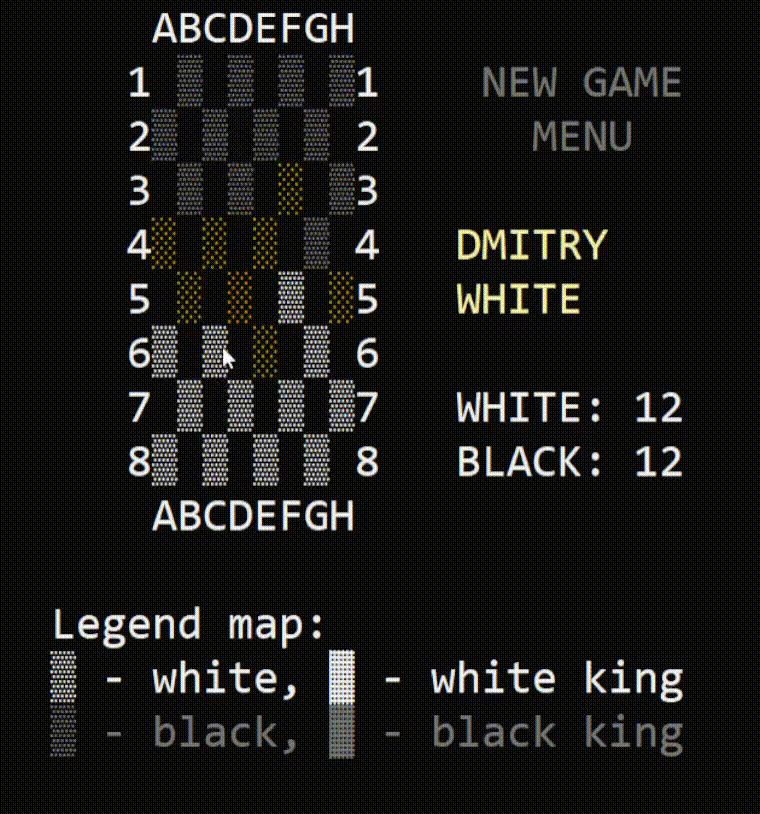 ABCDEFGH
1 1 NEW GAME
2 2 MENU
3 3
4 4 DMITRY
5 5 WHITE
6 6
7 7 WHITE: 12
8 8 BLACK: 12
ABCDEFGH
Legend map:
- white, - white king
- black, - black king